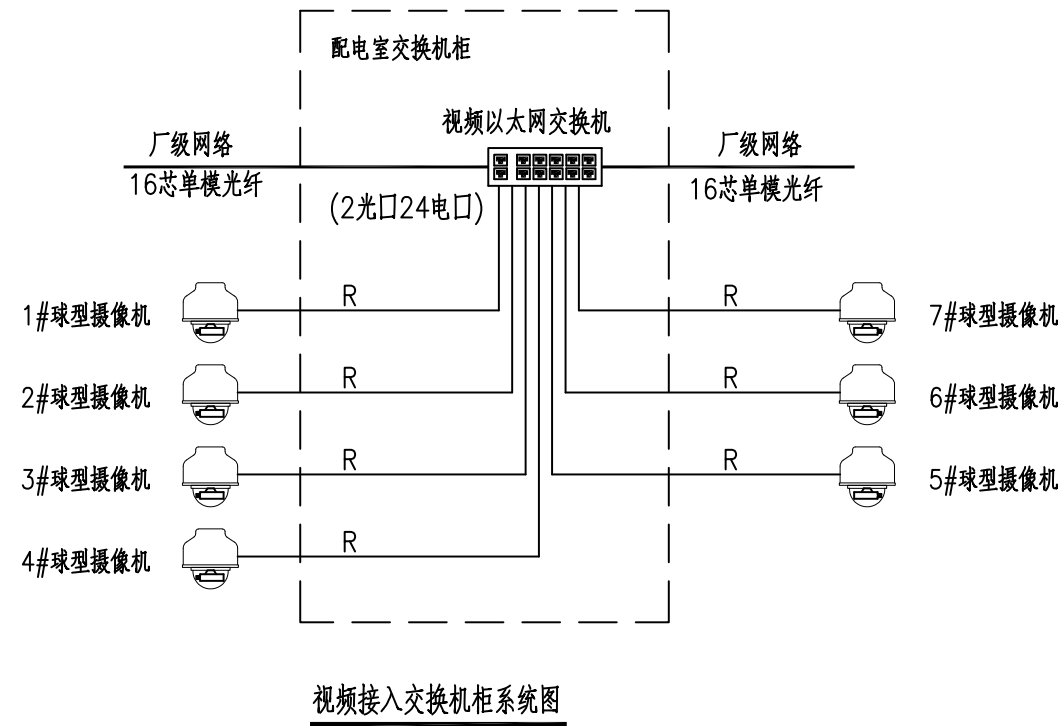 配电室交换机柜
视频以太网交换机
厂级网络
16芯单模光纤
(2光口24电口)
厂级网络
16芯单模光纤
1#球型摄像机
R
R
7#球型摄像机
2#球型摄像机
R
R
6#球型摄像机
3#球型摄像机
R
R
5#球型摄像机
4#球型摄像机
R
视频接入交换机柜系统图